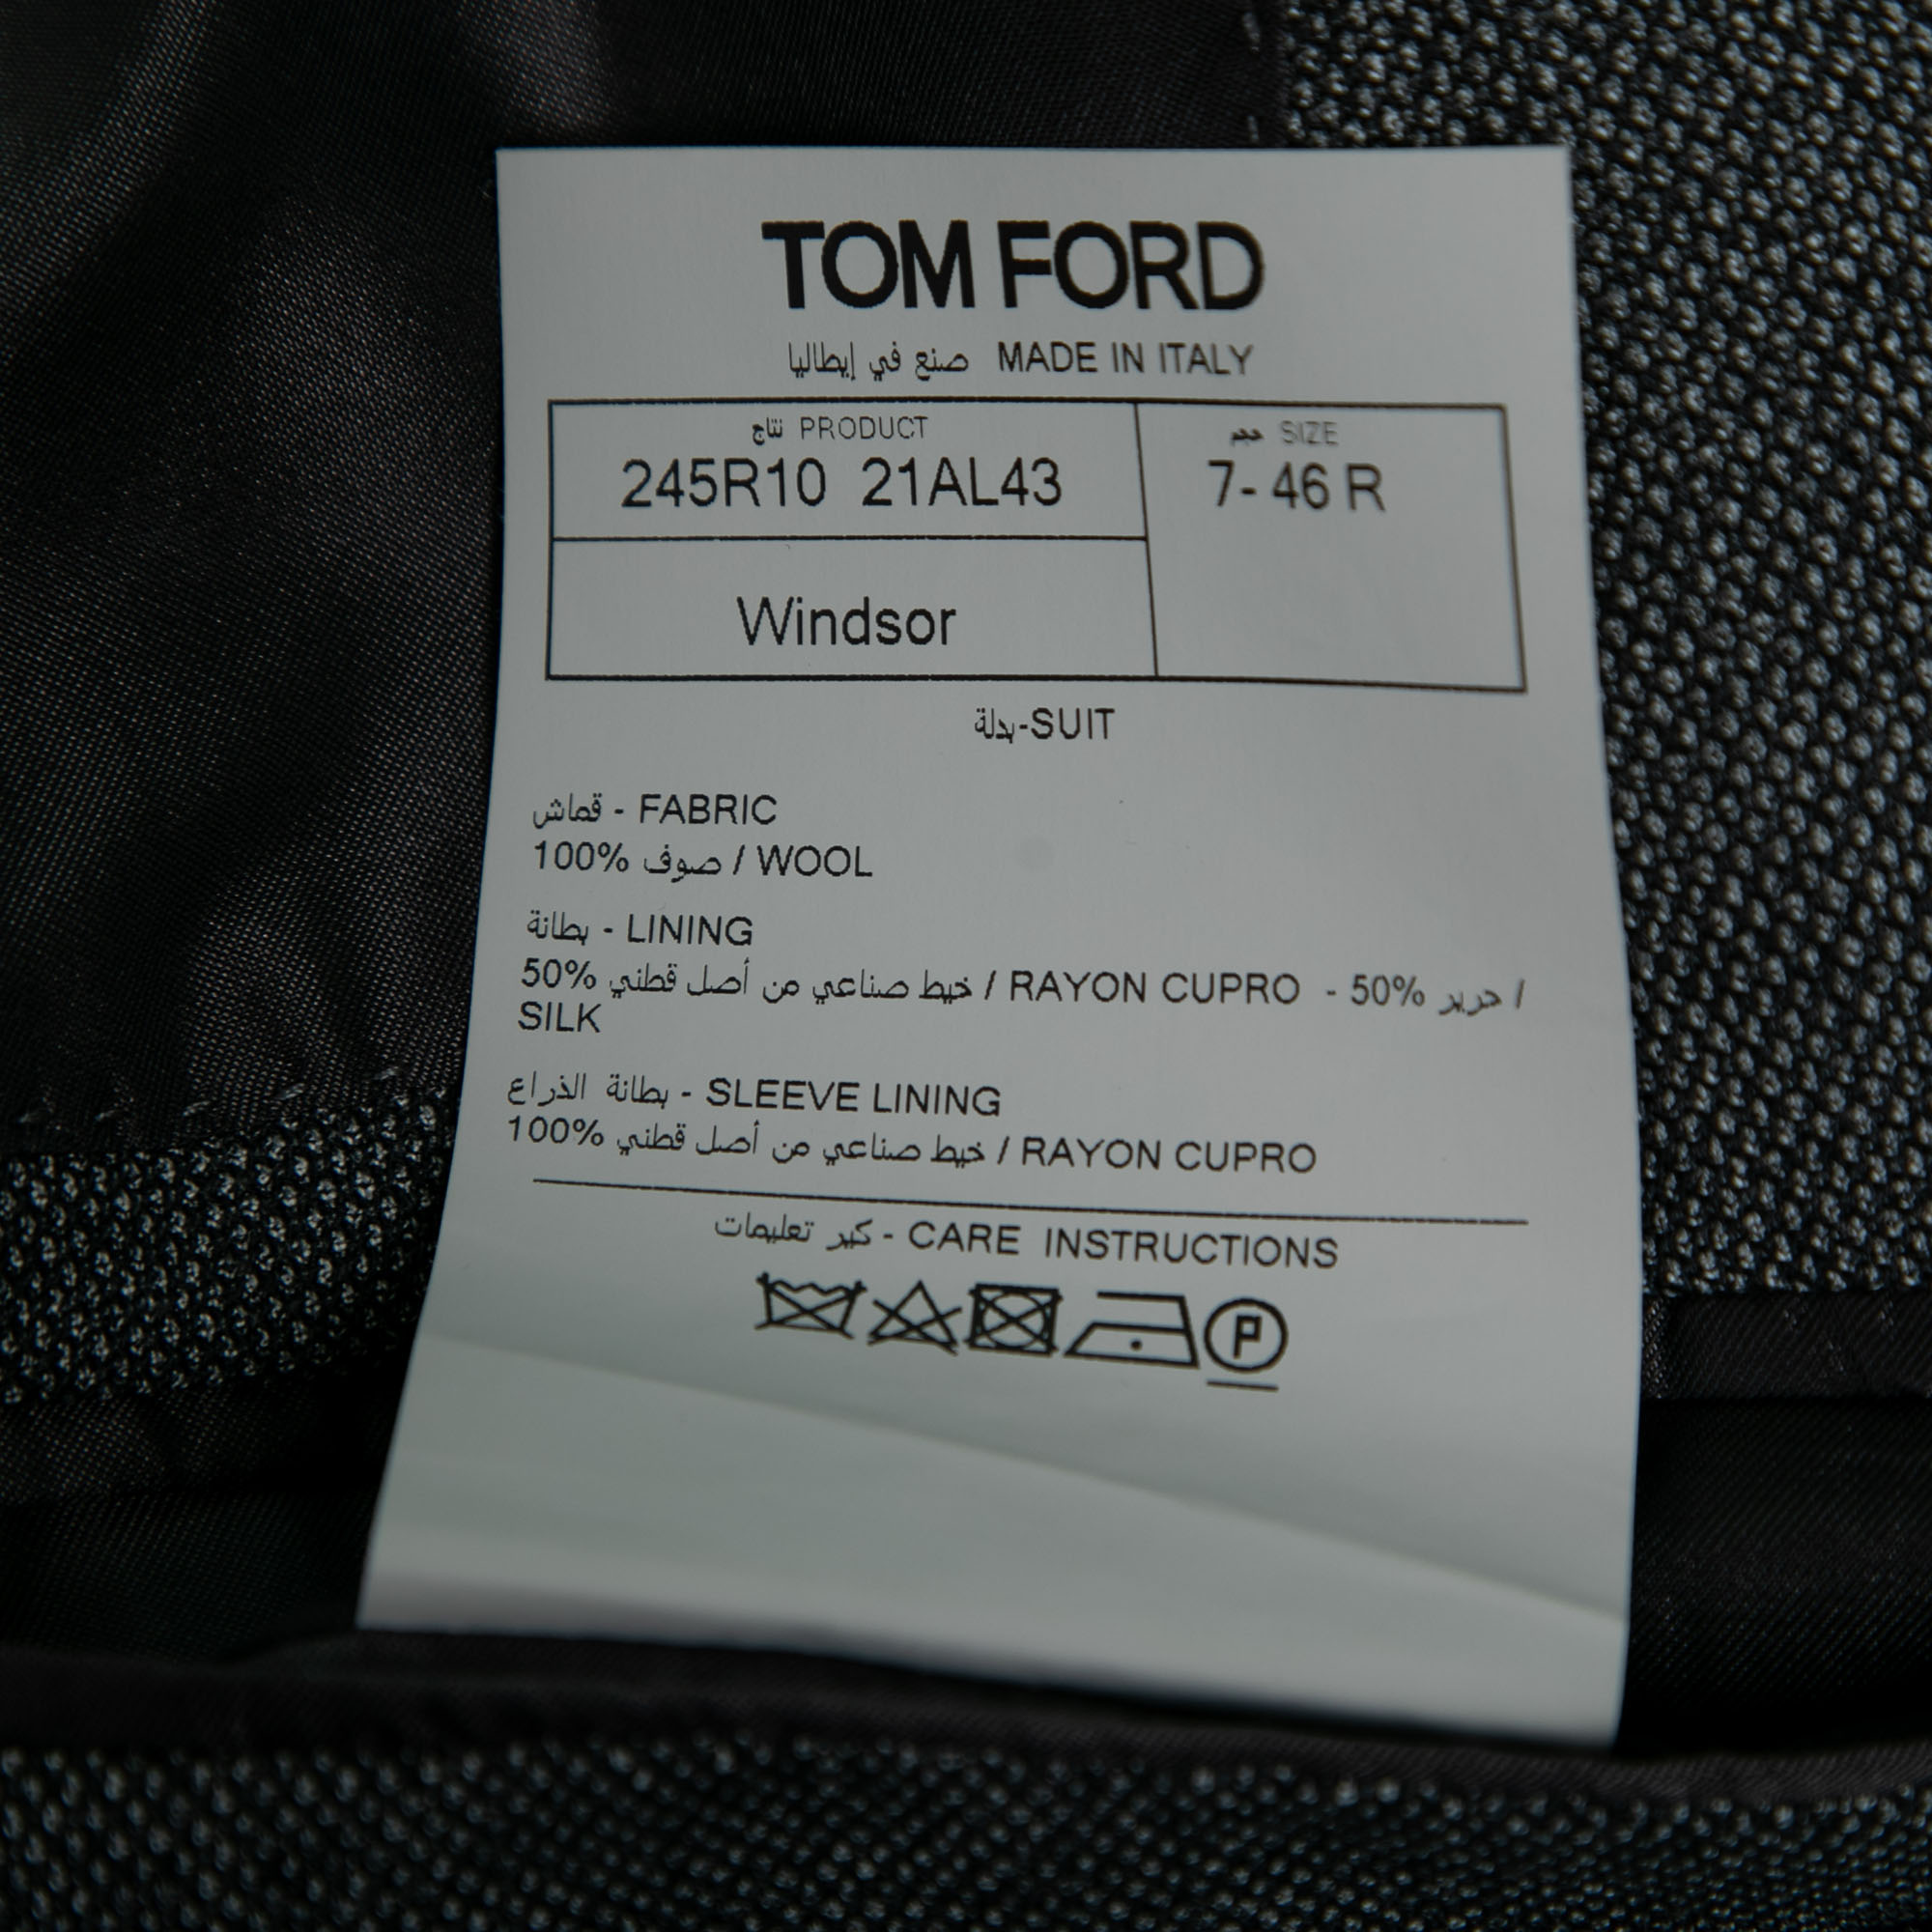 TOM FORD
صنع في إيطاليا MADE IN ITALY
نتاج PRODUCT
245R10 21AL43
حجم SIZE
7- 46 R
Windsor
بدلة-SUIT
قماش - FABRIC
100% صوف / WOOL
بطانة - LINING
50% خيط صناعي من أصل قطني / RAYON CUPRO - 50% حرير /
SILK
بطانة الذراع - SLEEVE LINING
100% خيط صناعي من أصل قطني / RAYON CUPRO
كير تعليمات - CARE INSTRUCTIONS
P